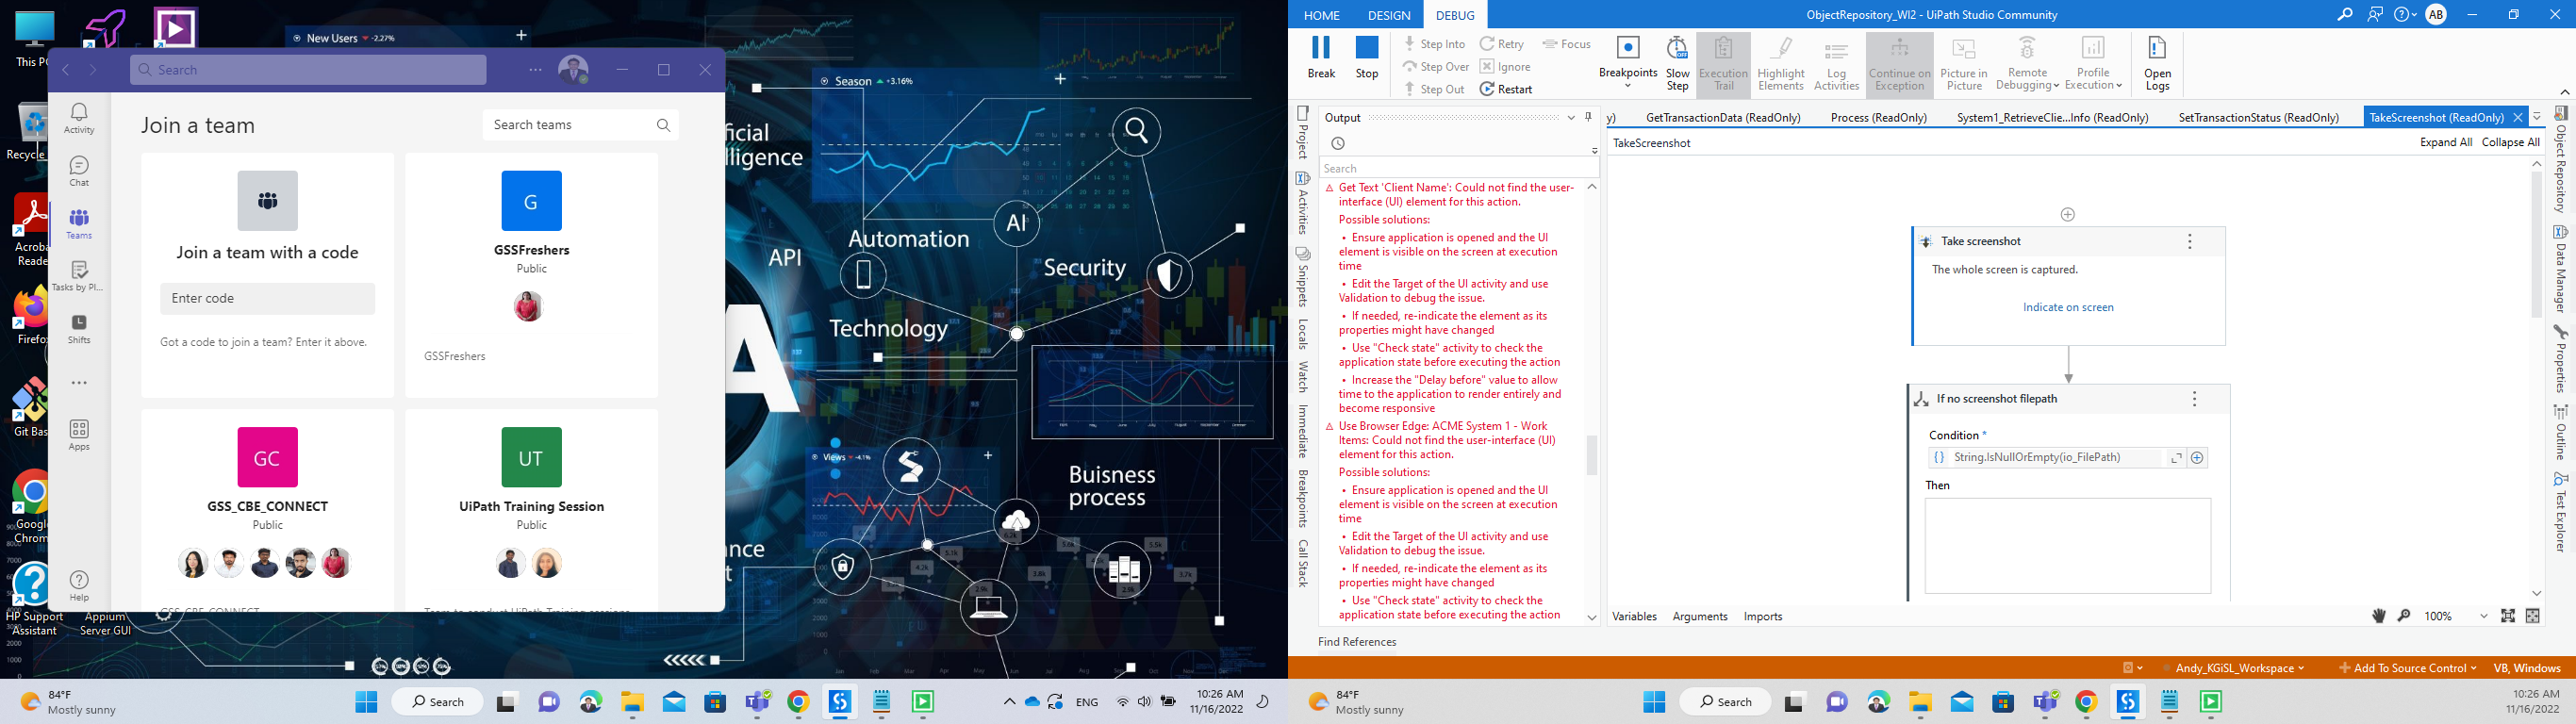 This PC
Recycle
Acroba
Reade
Firefox
Git Bas
Google
Chrom
HP Support
Assistant
Appium
Server GUI
New Users -2.27%
Search
Activity
Chat
Teams
Tasks by Pl...
Shifts
Apps
Help
Join a team
Search teams
Join a team with a code
Enter code
Got a code to join a team? Enter it above.
G
GSSFreshers
Public
GSSFreshers
GC
GSS_CBE_CONNECT
Public
GSS_CBE_CONNECT
UT
UiPath Training Session
Public
Team to conduct UiPath Training sessions
Season +3.16%
ficial
lligence
AI
Automation
API
Security
Technology
A
Views -4.1%
Buisness
process
nce
84°F
Mostly sunny
Search
ENG
10:26 AM
11/16/2022
HOME DESIGN DEBUG
ObjectRepository_WI2 - UiPath Studio Community
AB
Break
Stop
Step Into
Step Over
Step Out
Retry
Ignore
Restart
Focus
Breakpoints
Slow
Step
Execution
Trail
Highlight
Elements
Log
Activities
Continue on
Exception
Picture in
Picture
Remote
Debugging
Profile
Execution
Open
Logs
Project
Activities
Snippets
Locals
Watch
Immediate
Breakpoints
Call Stack
Output
Search
Get Text 'Client Name': Could not find the user-
interface (UI) element for this action.
Possible solutions:
• Ensure application is opened and the UI
element is visible on the screen at execution
time
• Edit the Target of the UI activity and use
Validation to debug the issue.
• If needed, re-indicate the element as its
properties might have changed
• Use "Check state" activity to check the
application state before executing the action
• Increase the "Delay before" value to allow
time to the application to render entirely and
become responsive
Use Browser Edge: ACME System 1 - Work
Items: Could not find the user-interface (UI)
element for this action.
Possible solutions:
• Ensure application is opened and the UI
element is visible on the screen at execution
time
• Edit the Target of the UI activity and use
Validation to debug the issue.
• If needed, re-indicate the element as its
properties might have changed
• Use "Check state" activity to check the
application state before executing the action
Find References
y) GetTransactionData (ReadOnly) Process (ReadOnly) System1_RetrieveClie...Info (ReadOnly) SetTransactionStatus (ReadOnly) TakeScreenshot (ReadOnly)
TakeScreenshot
Expand All Collapse All
Take screenshot
The whole screen is captured.
Indicate on screen
If no screenshot filepath
Condition *
String.IsNullOrEmpty(io_FilePath)
Then
Variables Arguments Imports
100%
Object Repository
Data Manager
Properties
Outline
Test Explorer
Andy_KGiSL_Workspace
Add To Source Control
VB, Windows
84°F
Mostly sunny
Search
10:26 AM
11/16/2022